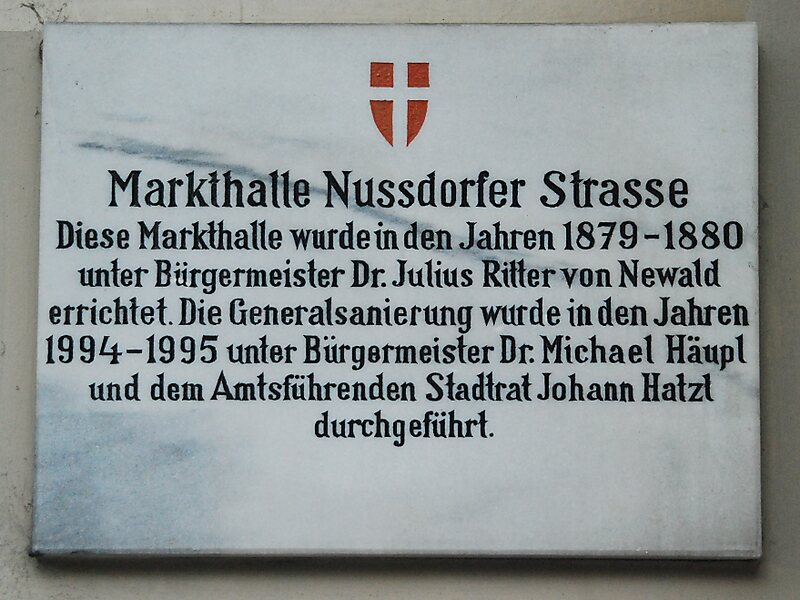 Markthalle Nussdorfer Strasse
Diese Markthalle wurde in den Jahren 1879-1880
unter Bürgermeister Dr. Julius Ritter von Newald
errichtet. Die Generalsanierung wurde in den Jahren
1994-1995 unter Bürgermeister Dr. Michael Häupl
und dem Amtsführenden Stadtrat Johann Hatzl
durchgeführt.